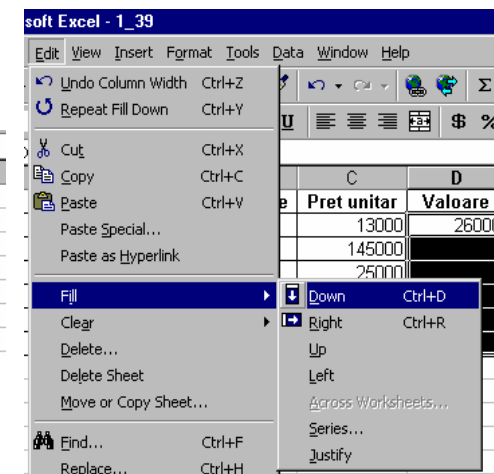 soft Excel - 1_39
Edit View Insert Format Tools Data Window Help
Undo Column Width Ctrl+Z
Repeat Fill Down Ctrl+Y
U $ %
Cut Ctrl+X
Copy Ctrl+C
C D
Paste Ctrl+V
e Pret unitar Valoare
Paste Special... 13000 26000
Paste as Hyperlink 145000
25000
Fill Down Ctrl+D
Clear Right Ctrl+R
Delete... Up
Delete Sheet Left
Move or Copy Sheet... Across Worksheets...
Series...
Find... Ctrl+F Justify
Replace... Ctrl+H